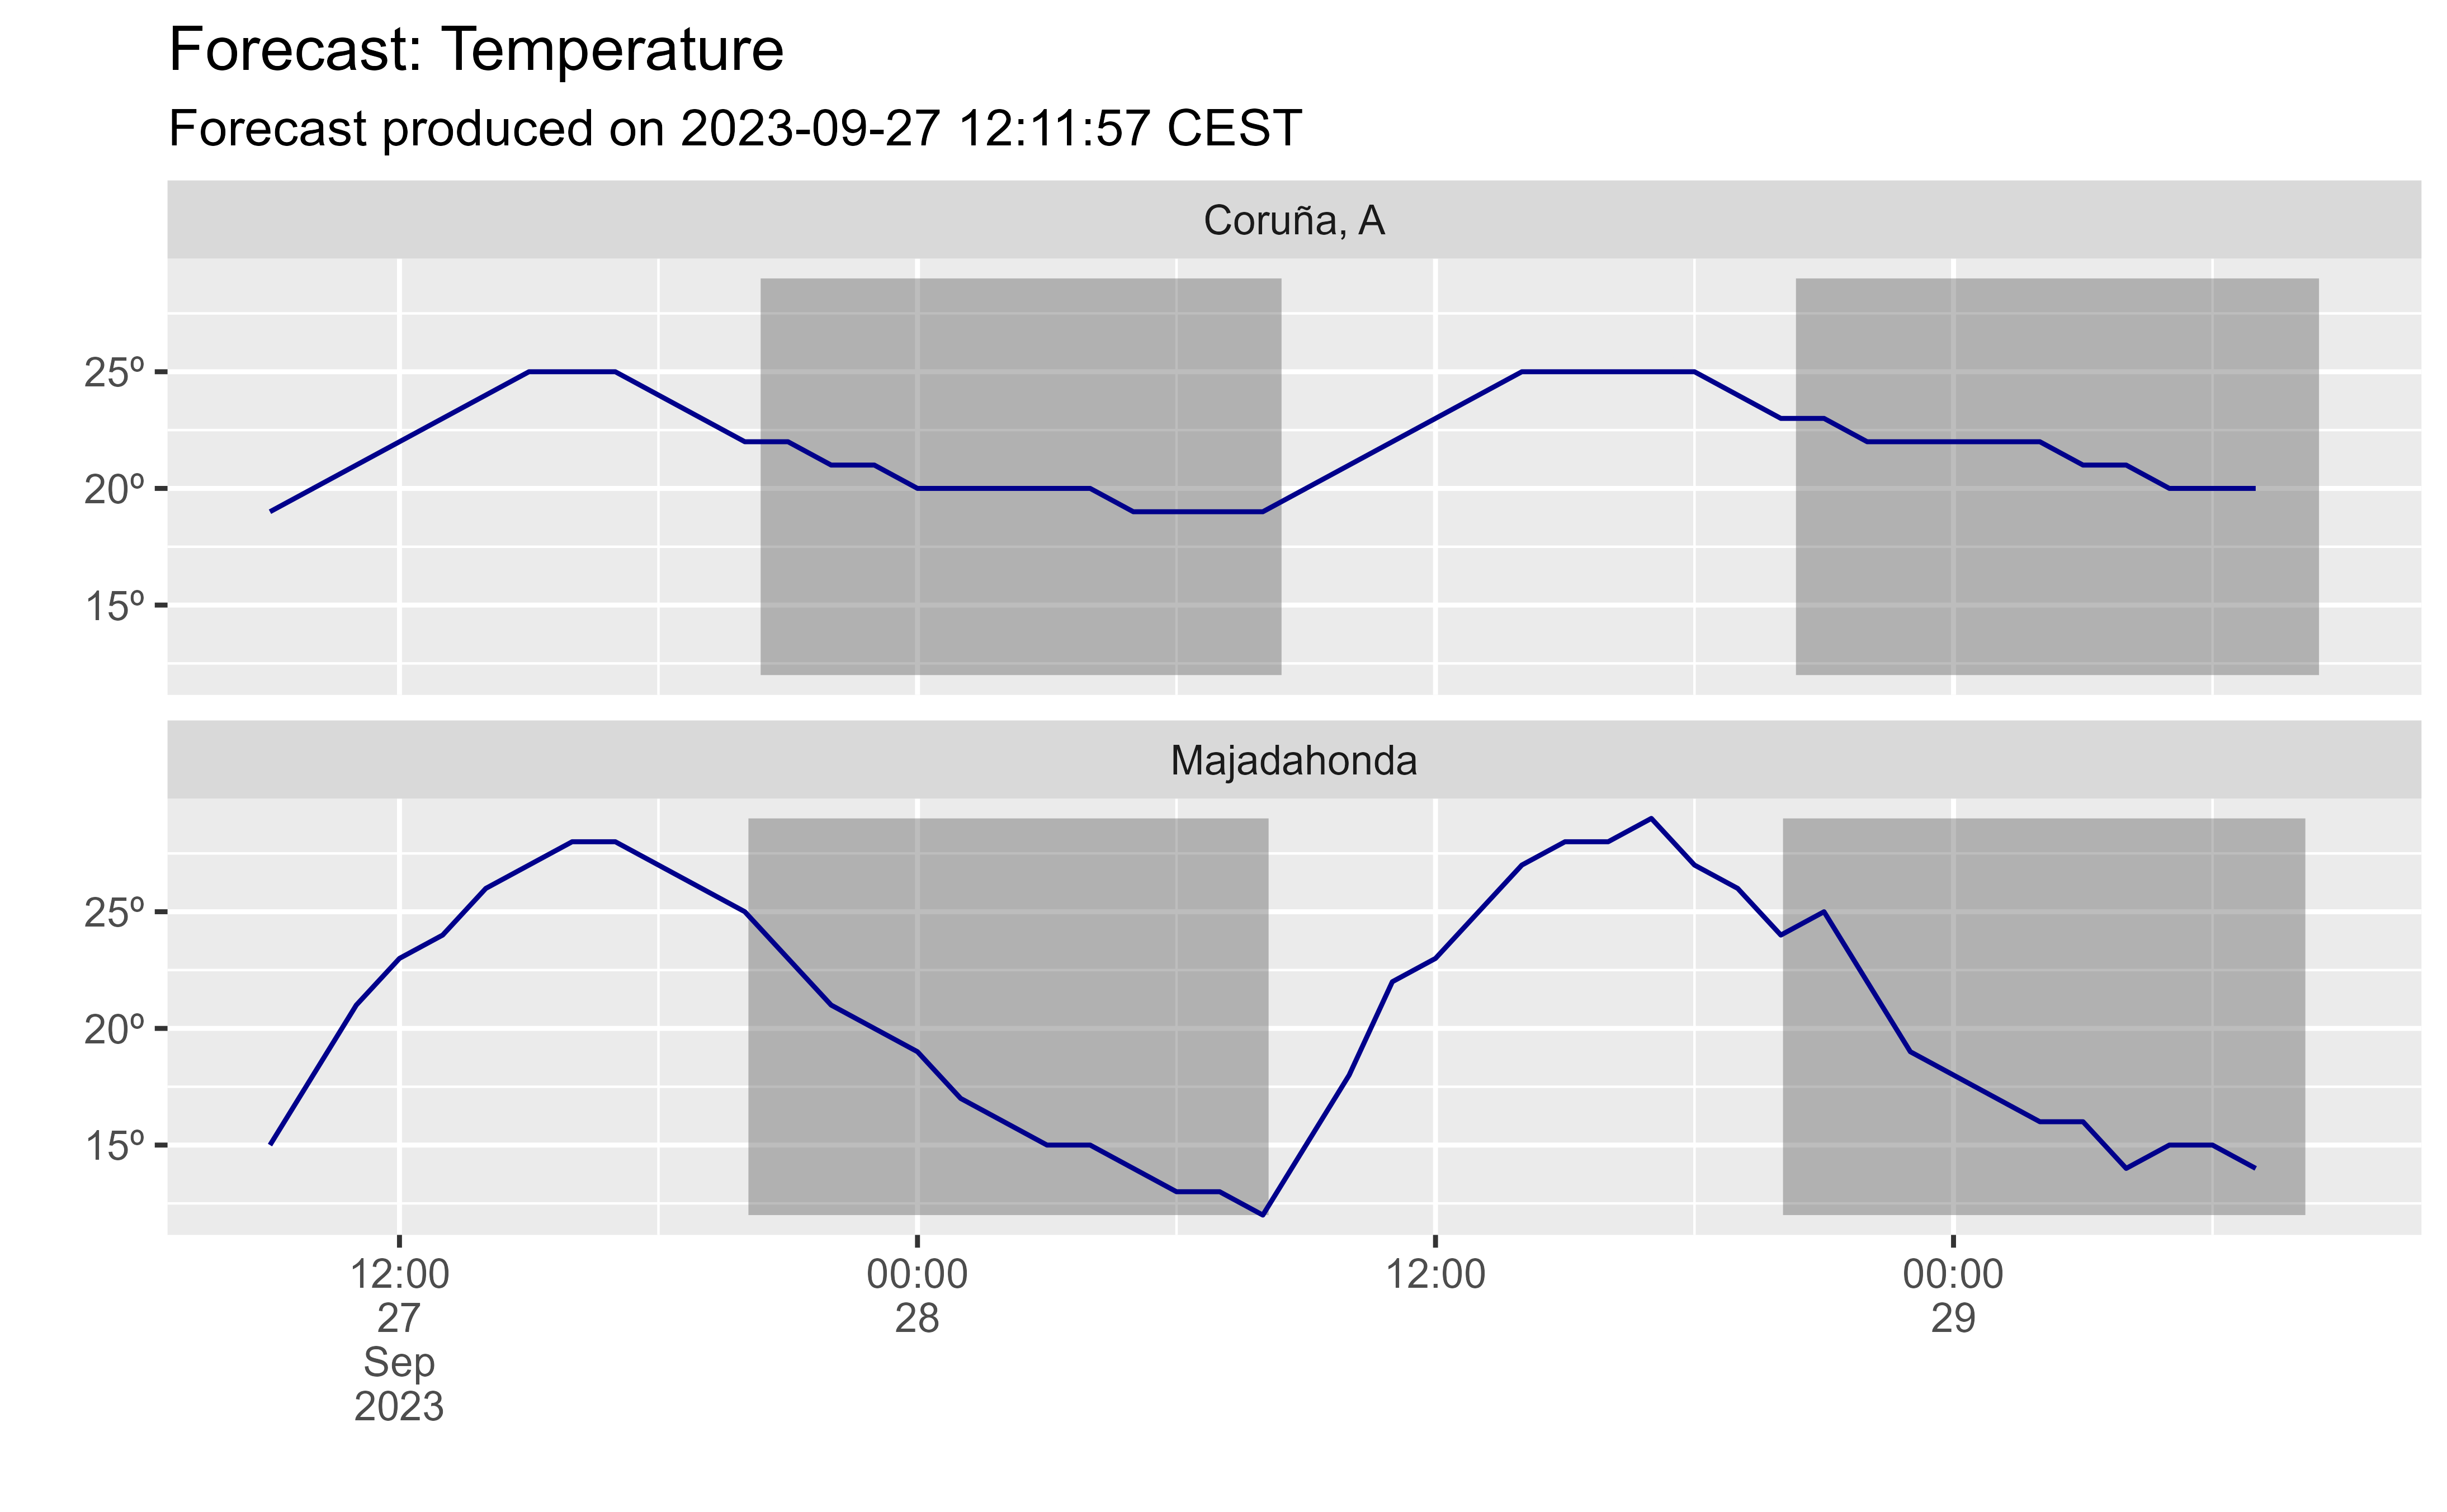 Forecast: Temperature
Forecast produced on 2023-09-27 12:11:57 CEST
Coruña, A
25º
20º
15º
Majadahonda
25º
20º
15º
12:00 00:00 12:00 00:00
27 28 29
Sep
2023